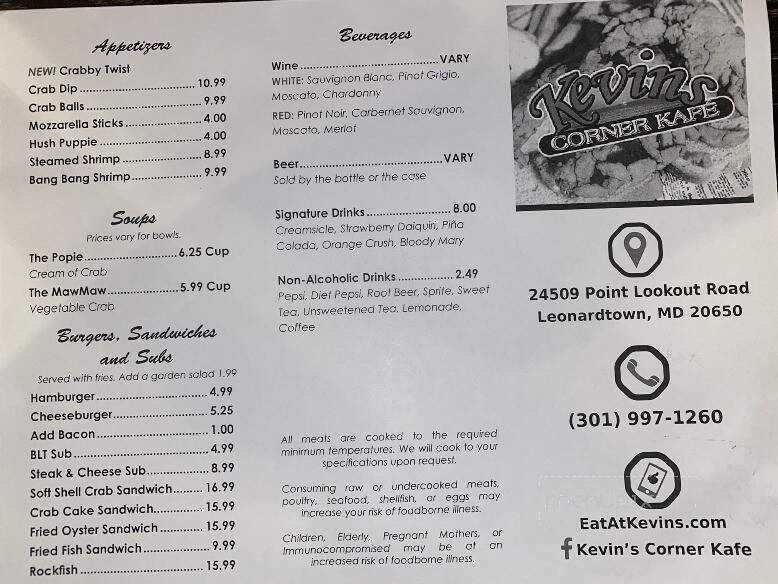 Appetizers
NEW! Crabby Twist
Crab Dip.................................10.99
Crab Balls.................................9.99
Mozzarella Sticks......................4.00
Hush Puppie.............................4.00
Steamed Shrimp.......................8.99
Bang Bang Shrimp....................9.99
Soups
Prices vary for bowls.
The Popie...........................6.25 Cup
Cream of Crab
The MawMaw.....................5.99 Cup
Vegetable Crab
Burgers, Sandwiches
and Subs
Served with fries. Add a garden salad 1.99
Hamburger................................4.99
Cheeseburger............................5.25
Add Bacon................................1.00
BLT Sub.......................................4.99
Steak & Cheese Sub..................8.99
Soft Shell Crab Sandwich.........16.99
Crab Cake Sandwich...............15.99
Fried Oyster Sandwich.............15.99
Fried Fish Sandwich...................9.99
Rockfish....................................15.99
Beverages
Wine........................................VARY
WHITE: Sauvignon Blanc, Pinot Grigio,
Moscato, Chardonny
RED: Pinot Noir, Carbernet Sauvignon,
Moscato, Merlot
Beer.........................................VARY
Sold by the bottle or the case
Signature Drinks........................8.00
Creamsicle, Strawberry Daiquiri, Piña
Colada, Orange Crush, Bloody Mary
Non-Alcoholic Drinks................2.49
Pepsi, Diet Pepsi, Root Beer, Sprite, Sweet
Tea, Unsweetened Tea, Lemonade,
Coffee
All meats are cooked to the required
minimum temperatures. We will cook to your
specifications upon request.
Consuming raw or undercooked meats,
poultry, seafood, shellfish, or eggs may
increase your risk of foodborne illness.
Children, Elderly, Pregnant Mothers, or
Immunocompromised may be at an
increased risk of foodborne illness.
Kevins
CORNER KAFE
24509 Point Lookout Road
Leonardtown, MD 20650
(301) 997-1260
EatAtKevins.com
f Kevin's Corner Kafe